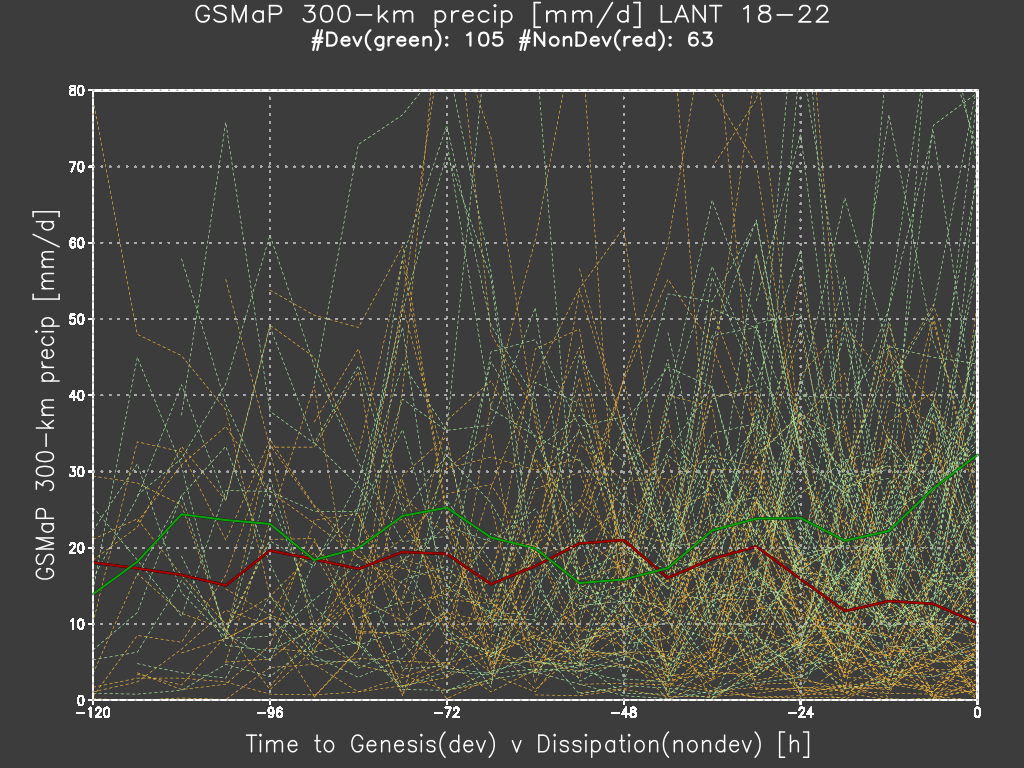 GSMaP 300-km precip [mm/d] LANT 18-22
#Dev(green): 105 #NonDev(red): 63
80
70
60
50
40
30
20
10
0
GSMaP 300-km precip [mm/d]
-120 -96 -72 -48 -24 0
Time to Genesis(dev) v Dissipation(nondev) [h]